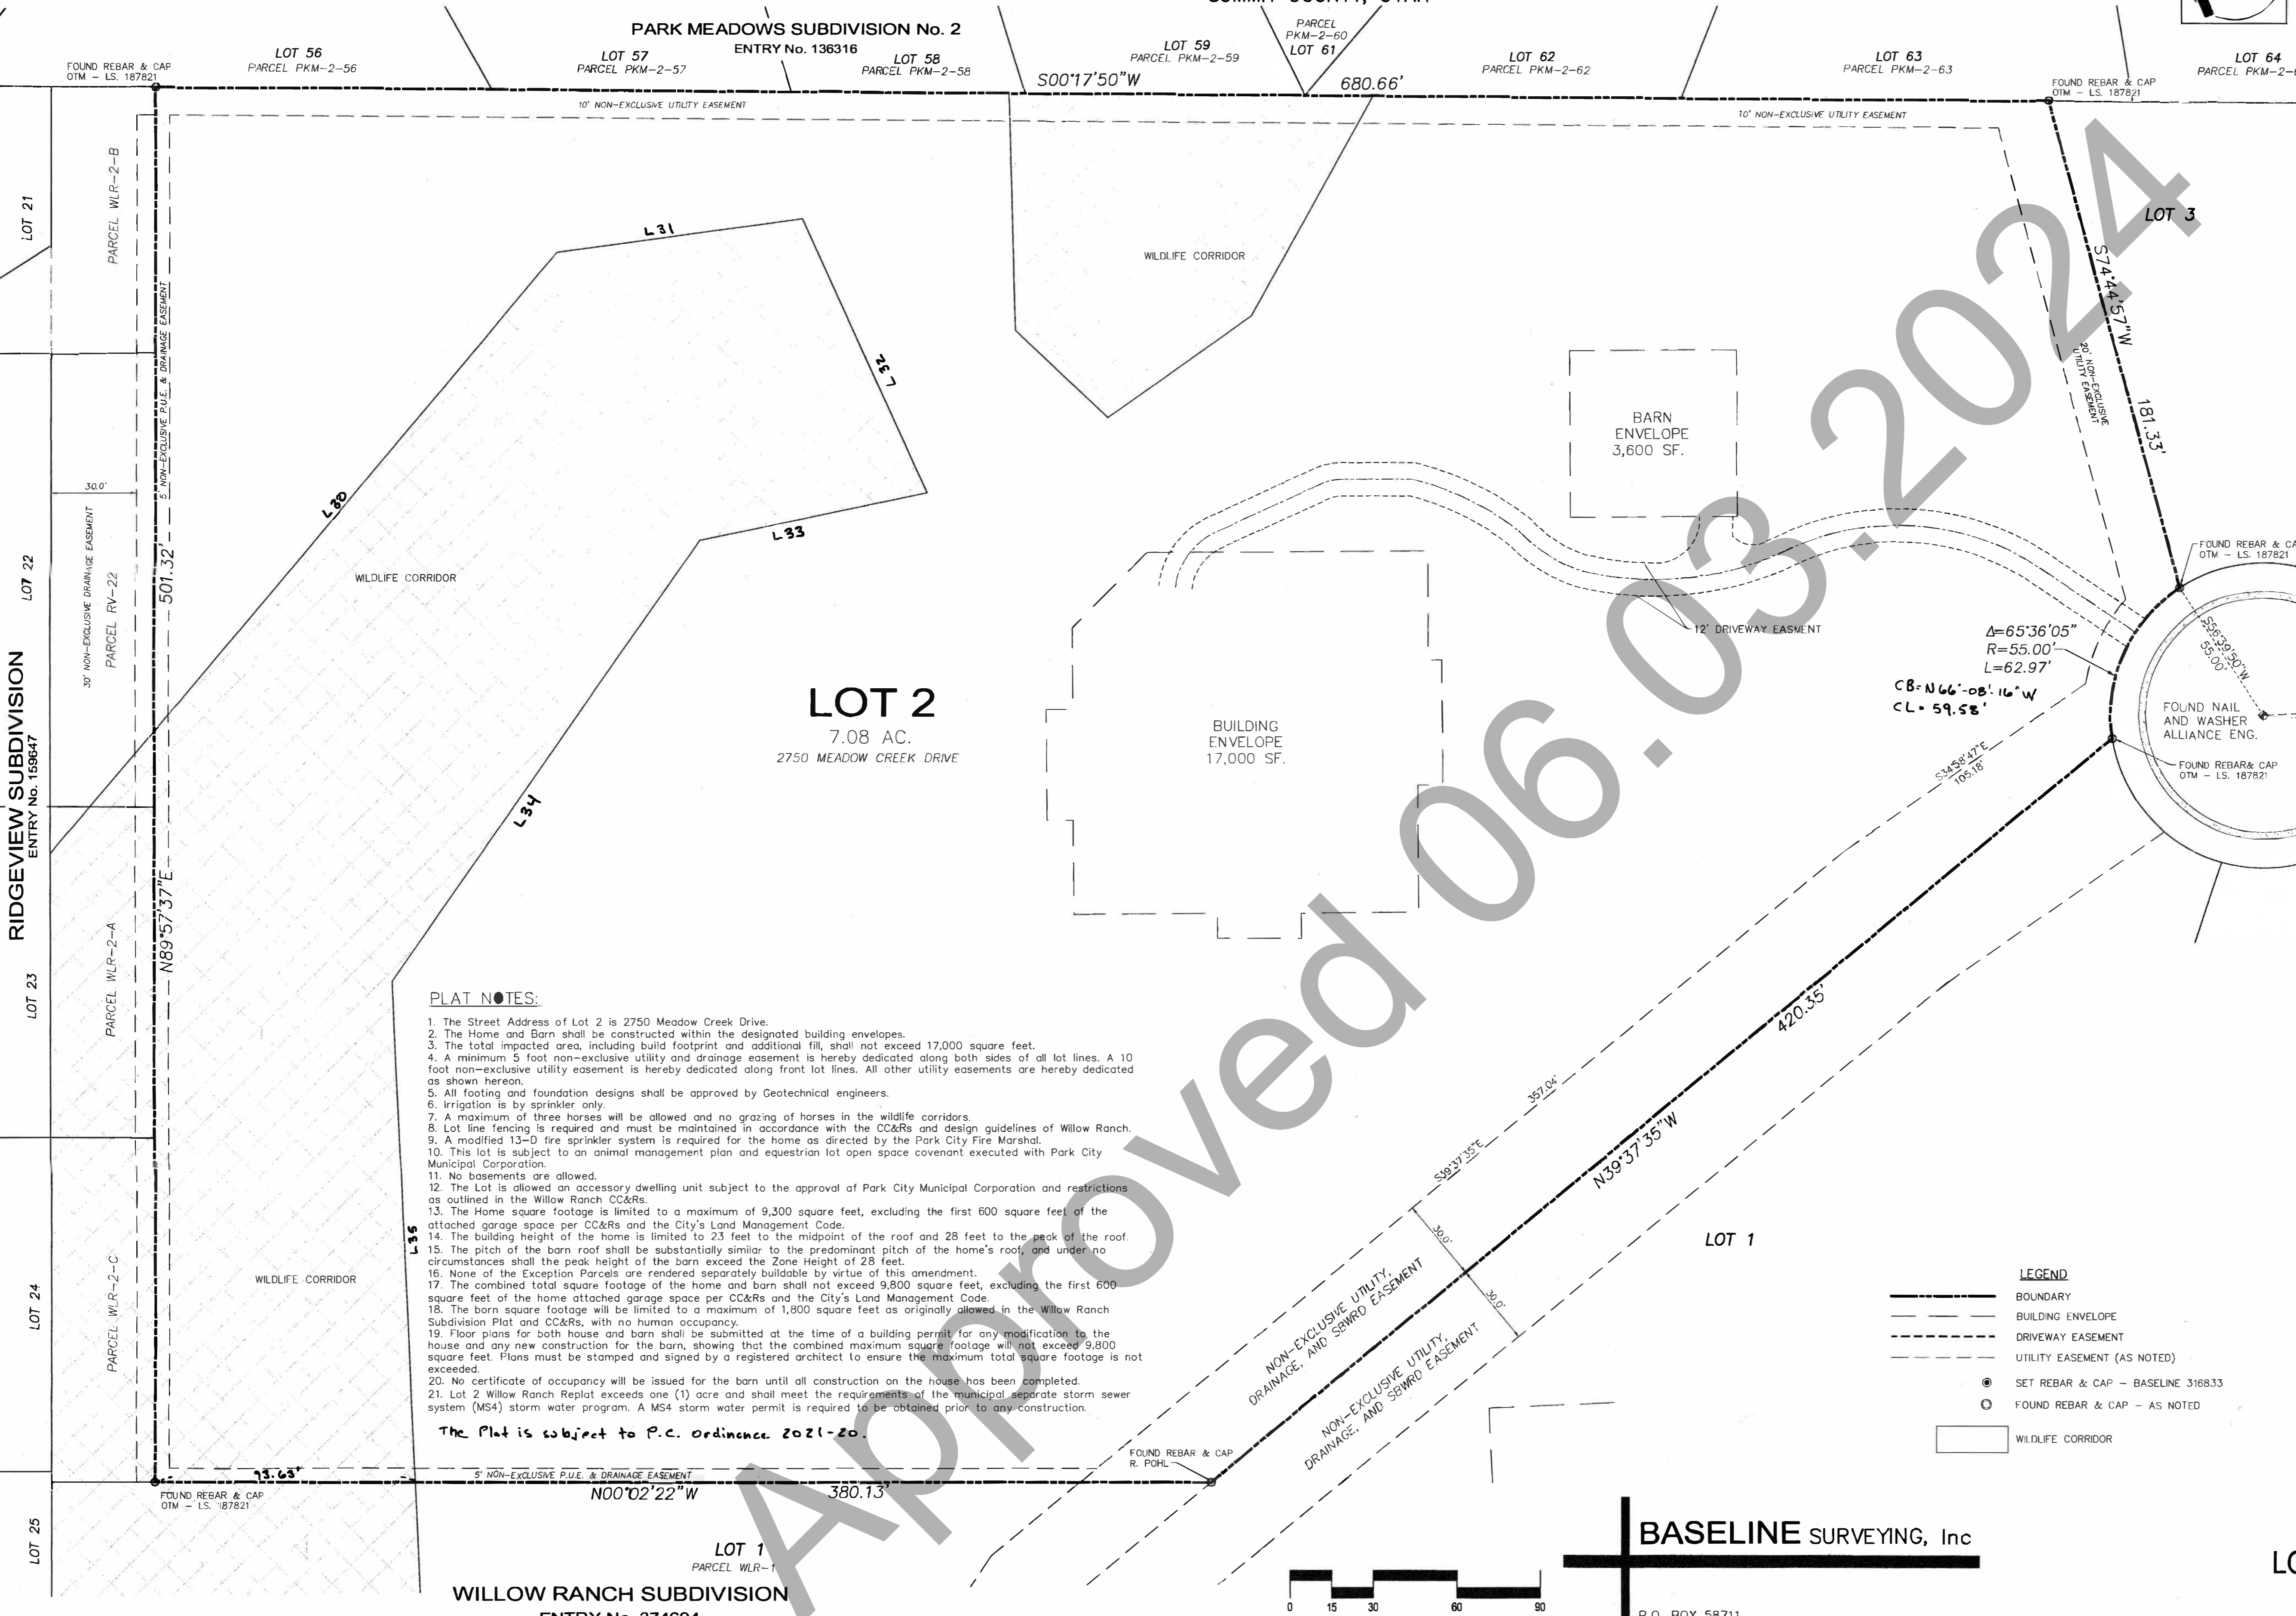 PARK MEADOWS SUBDIVISION No. 2
ENTRY No. 136316
LOT 56
PARCEL PKM-2-56
LOT 57
PARCEL PKM-2-57
LOT 58
PARCEL PKM-2-58
LOT 59
PARCEL PKM-2-59
PARCEL
PKM-2-60
LOT 61
LOT 62
PARCEL PKM-2-62
LOT 63
PARCEL PKM-2-63
LOT 64
FOUND REBAR & CAP
OTM - LS. 187821
S00°17'50"W
680.66'
FOUND REBAR & CAP
OTM - LS. 187821
10' NON-EXCLUSIVE UTILITY EASEMENT
10' NON-EXCLUSIVE UTILITY EASEMENT
LOT 21
PARCEL WLR-2-B
5' NON-EXCLUSIVE P.U.E. & DRAINAGE EASEMENT
L31
L32
L33
L30
L34
L35
WILDLIFE CORRIDOR
WILDLIFE CORRIDOR
WILDLIFE CORRIDOR
LOT 3
S74°44'57"W
181.33'
20' NON-EXCLUSIVE
UTILITY EASEMENT
BARN
ENVELOPE
3,600 SF.
30.0'
30' NON-EXCLUSIVE DRAINAGE EASEMENT
LOT 22
PARCEL RV-22
501.32'
N89°57'37"E
RIDGEVIEW SUBDIVISION
ENTRY No. 159647
LOT 23
PARCEL WLR-2-A
LOT 24
PARCEL WLR-2-C
LOT 25
LOT 2
7.08 AC.
2750 MEADOW CREEK DRIVE
BUILDING
ENVELOPE
17,000 SF.
12' DRIVEWAY EASMENT
Δ=65°36'05"
R=55.00'
L=62.97'
CB=N66°-08'-16"W
CL= 59.58'
FOUND REBAR & CA
OTM - LS. 187821
S56°39'50"W
55.00'
FOUND NAIL
AND WASHER
ALLIANCE ENG.
FOUND REBAR& CAP
OTM - LS. 187821
S34°58'47"E
105.18'
357.04'
S39°37'35"E
420.35'
N39°37'35"W
30.0'
30.0'
LOT 1
NON-EXCLUSIVE UTILITY,
DRAINAGE, AND SBWRD EASEMENT
NON-EXCLUSIVE UTILITY,
DRAINAGE, AND SBWRD EASEMENT
PLAT NOTES:
1. The Street Address of Lot 2 is 2750 Meadow Creek Drive.
2. The Home and Barn shall be constructed within the designated building envelopes.
3. The total impacted area, including build footprint and additional fill, shall not exceed 17,000 square feet.
4. A minimum 5 foot non-exclusive utility and drainage easement is hereby dedicated along both sides of all lot lines. A 10
foot non-exclusive utility easement is hereby dedicated along front lot lines. All other utility easements are hereby dedicated
as shown hereon.
5. All footing and foundation designs shall be approved by Geotechnical engineers.
6. Irrigation is by sprinkler only.
7. A maximum of three horses will be allowed and no grazing of horses in the wildlife corridors.
8. Lot line fencing is required and must be maintained in accordance with the CC&Rs and design guidelines of Willow Ranch.
9. A modified 13-D fire sprinkler system is required for the home as directed by the Park City Fire Marshal.
10. This lot is subject to an animal management plan and equestrian lot open space covenant executed with Park City
Municipal Corporation.
11. No basements are allowed.
12. The Lot is allowed an accessory dwelling unit subject to the approval of Park City Municipal Corporation and restrictions
as outlined in the Willow Ranch CC&Rs.
13. The Home square footage is limited to a maximum of 9,300 square feet, excluding the first 600 square feet of the
attached garage space per CC&Rs and the City's Land Management Code.
14. The building height of the home is limited to 23 feet to the midpoint of the roof and 28 feet to the peak of the roof.
15. The pitch of the barn roof shall be substantially similar to the predominant pitch of the home's roof, and under no
circumstances shall the peak height of the barn exceed the Zone Height of 28 feet.
16. None of the Exception Parcels are rendered separately buildable by virtue of this amendment.
17. The combined total square footage of the home and barn shall not exceed 9,800 square feet, excluding the first 600
square feet of the home attached garage space per CC&Rs and the City's Land Management Code.
18. The born square footage will be limited to a maximum of 1,800 square feet as originally allowed in the Willow Ranch
Subdivision Plat and CC&Rs, with no human occupancy.
19. Floor plans for both house and barn shall be submitted at the time of a building permit for any modification to the
house and any new construction for the barn, showing that the combined maximum square footage will not exceed 9,800
square feet. Plans must be stamped and signed by a registered architect to ensure the maximum total square footage is not
exceeded.
20. No certificate of occupancy will be issued for the barn until all construction on the house has been completed.
21. Lot 2 Willow Ranch Replat exceeds one (1) acre and shall meet the requirements of the municipal separate storm sewer
system (MS4) storm water program. A MS4 storm water permit is required to be obtained prior to any construction.
The Plat is subject to P.C. Ordinance 2021-20.
93.63'
5' NON-EXCLUSIVE P.U.E. & DRAINAGE EASEMENT
N00°02'22"W
380.13'
FOUND REBAR & CAP
OTM - LS. 187821
FOUND REBAR & CAP
R. POHL
LOT 1
PARCEL WLR-1
WILLOW RANCH SUBDIVISION
LEGEND
BOUNDARY
BUILDING ENVELOPE
DRIVEWAY EASEMENT
UTILITY EASEMENT (AS NOTED)
SET REBAR & CAP - BASELINE 316833
FOUND REBAR & CAP - AS NOTED
WILDLIFE CORRIDOR
0 15 30 60 90
BASELINE SURVEYING, Inc
P.O. BOX 58711
Approved 06.03.2024